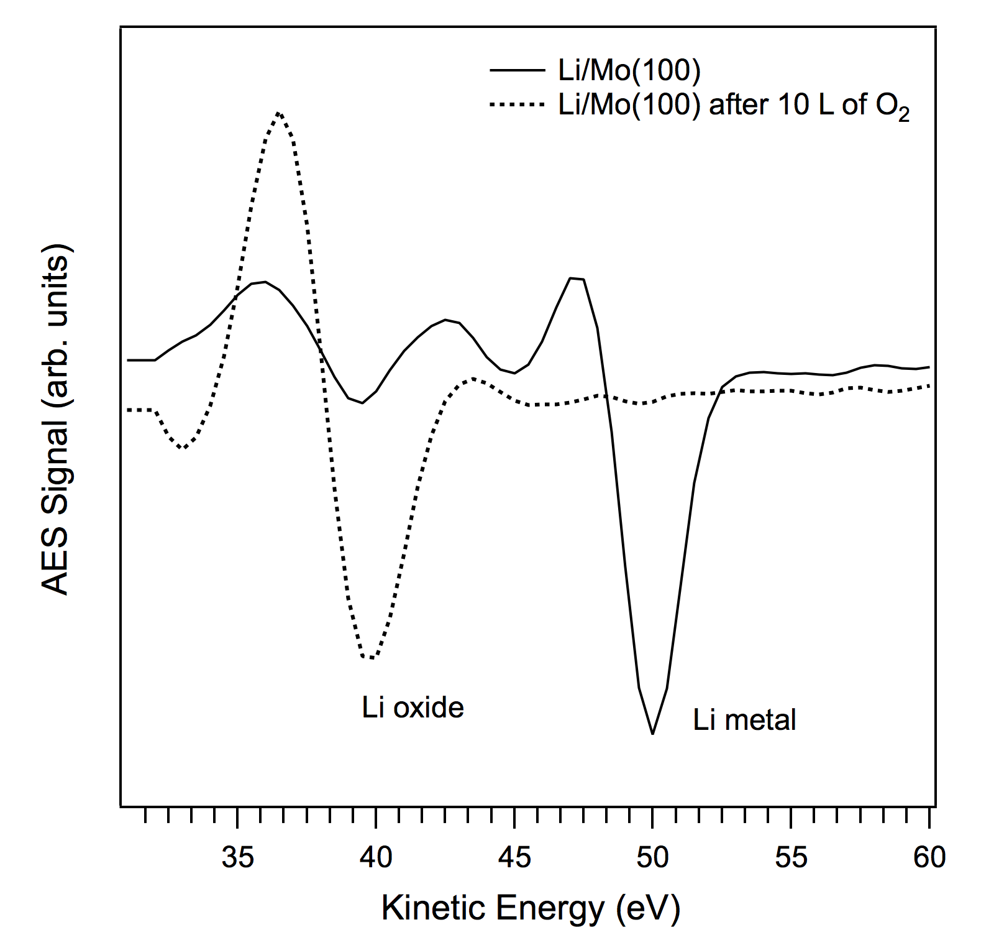 Li/Mo(100)
Li/Mo(100) after 10 L of O₂
AES Signal (arb. units)
Li oxide
Li metal
35 40 45 50 55 60
Kinetic Energy (eV)